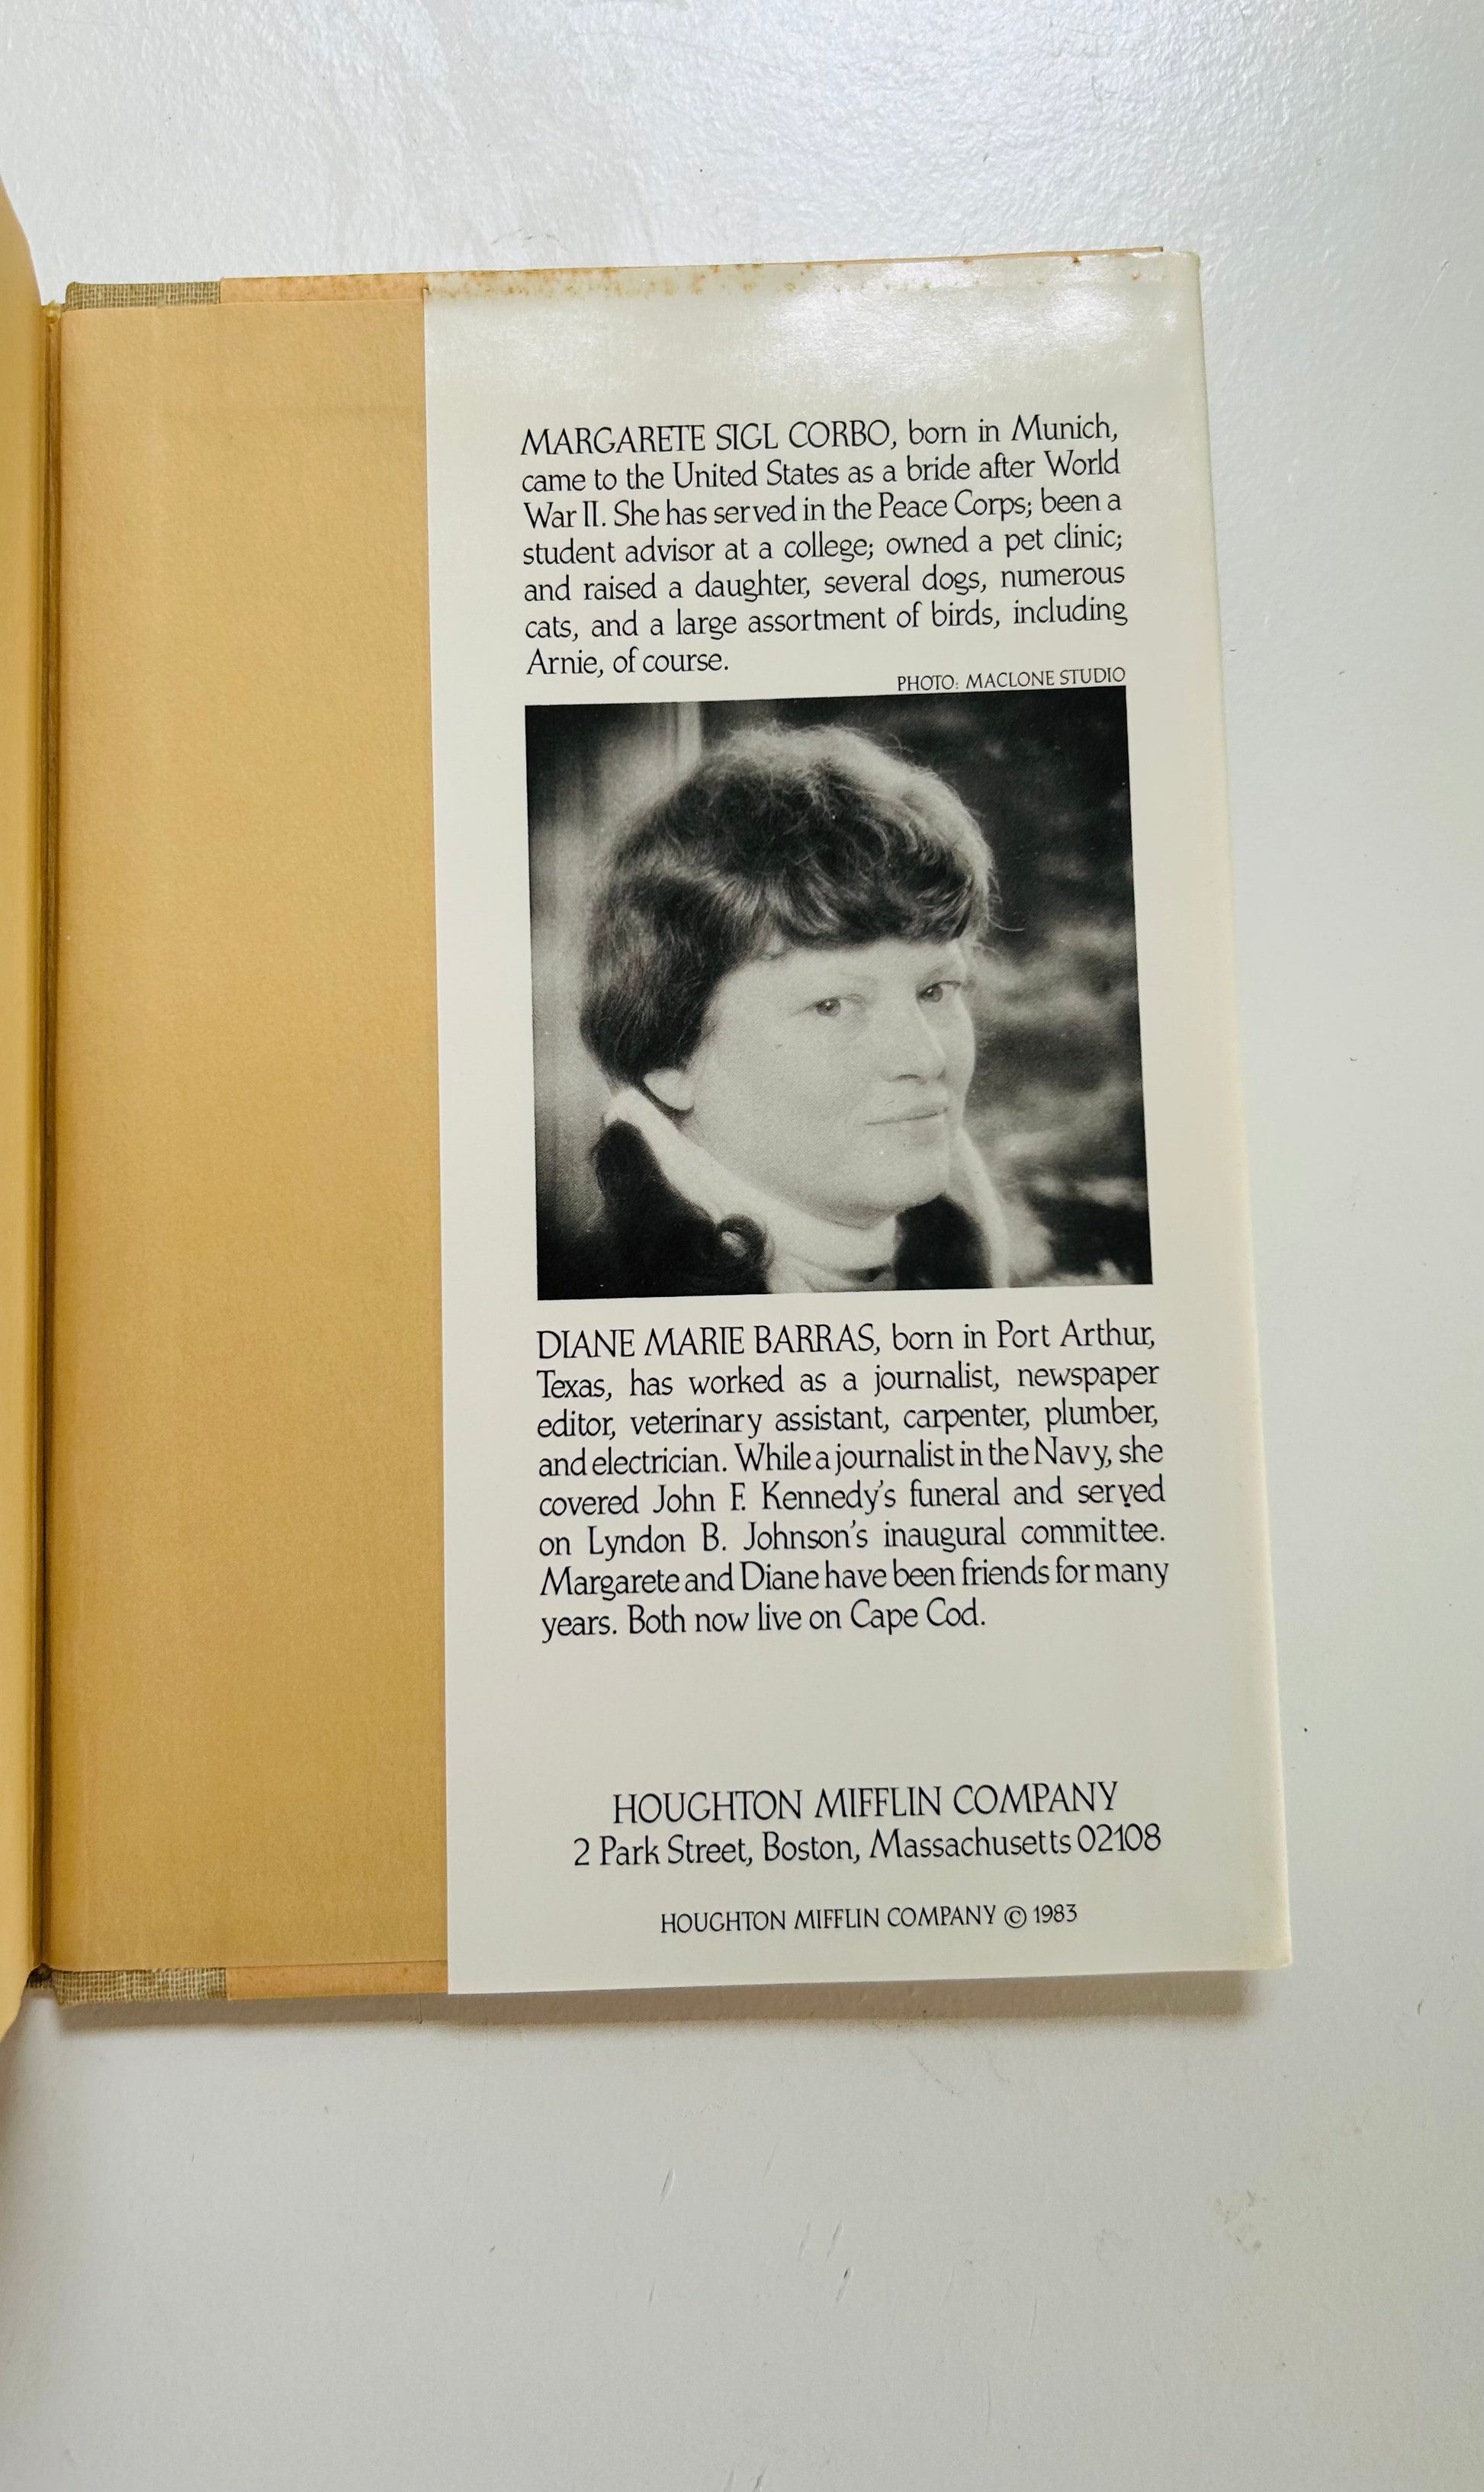 MARGARETE SIGL CORBO, born in Munich,
came to the United States as a bride after World
War II. She has served in the Peace Corps; been a
student advisor at a college; owned a pet clinic;
and raised a daughter, several dogs, numerous
cats, and a large assortment of birds, including
Arnie, of course.
PHOTO: MACLONE STUDIO
DIANE MARIE BARRAS, born in Port Arthur,
Texas, has worked as a journalist, newspaper
editor, veterinary assistant, carpenter, plumber,
and electrician. While a journalist in the Navy, she
covered John F. Kennedy's funeral and served
on Lyndon B. Johnson's inaugural committee.
Margarete and Diane have been friends for many
years. Both now live on Cape Cod.
HOUGHTON MIFFLIN COMPANY
2 Park Street, Boston, Massachusetts 02108
HOUGHTON MIFFLIN COMPANY © 1983